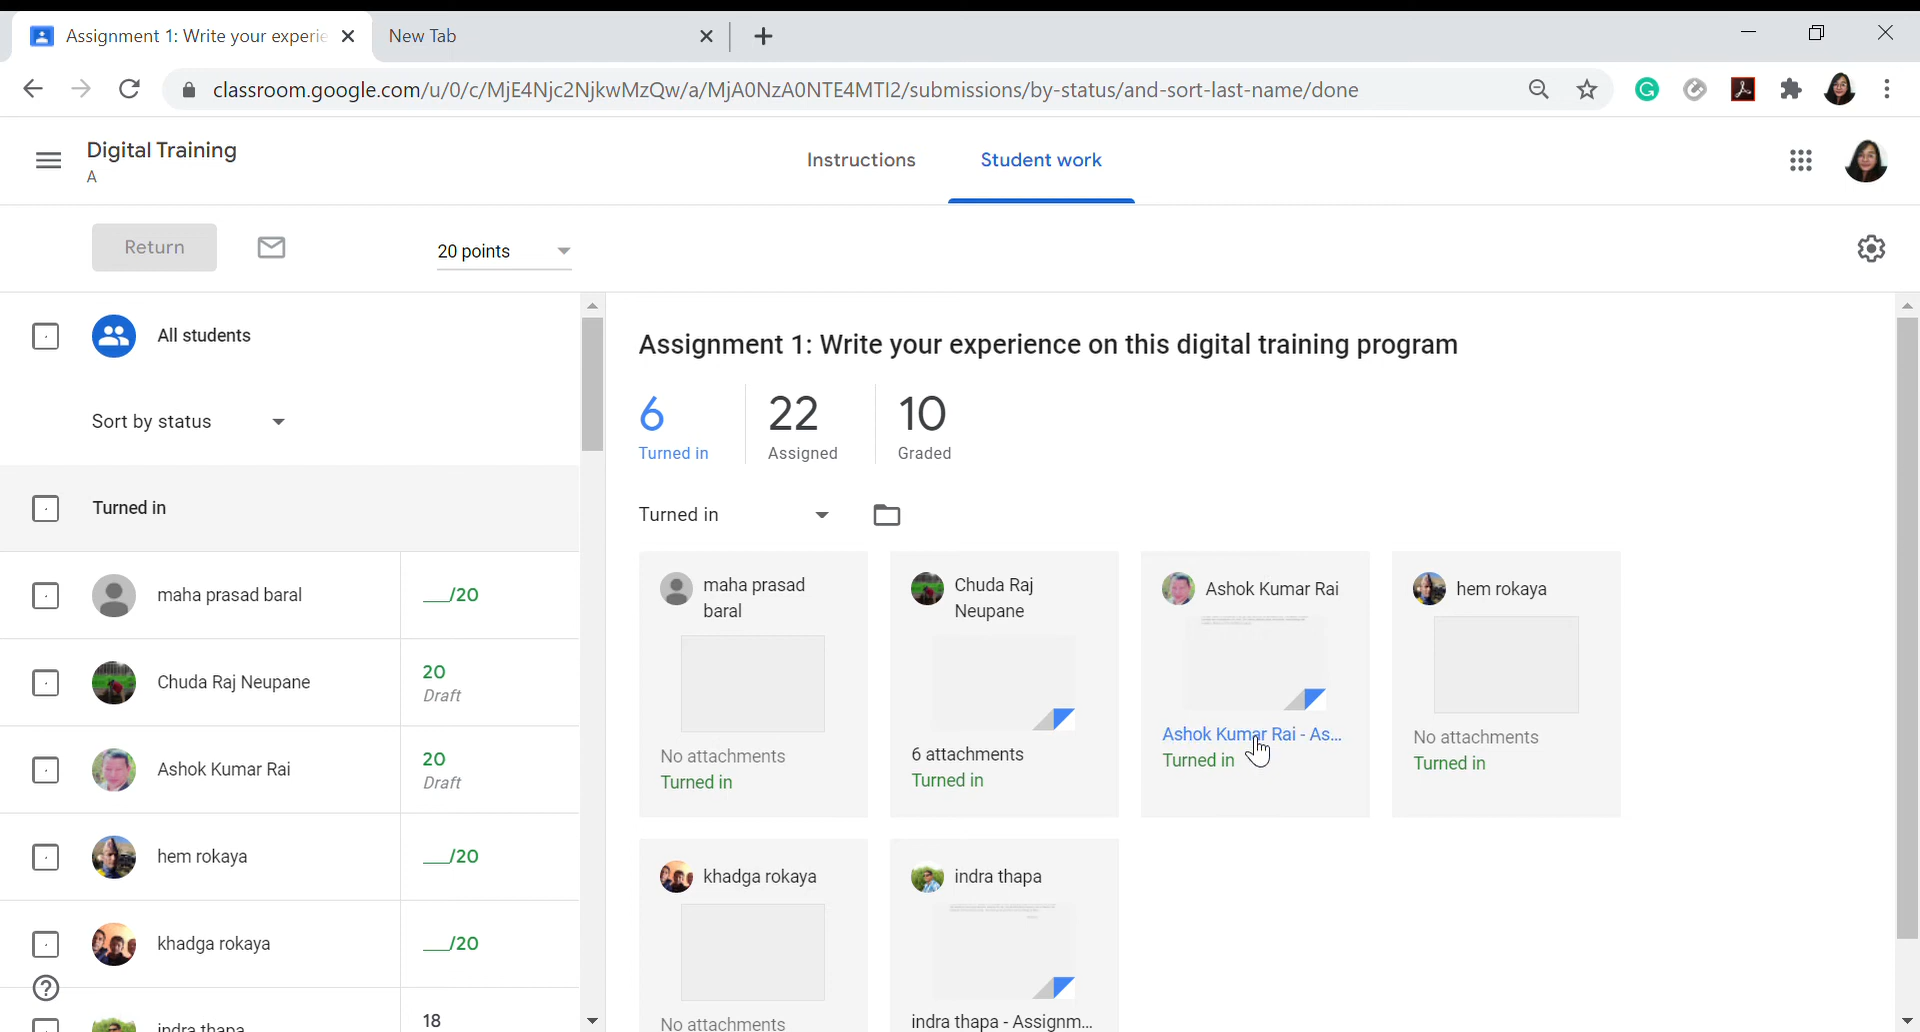 Assignment 1: Write your experie
New Tab
classroom.google.com/u/0/c/MjE4Njc2NjkwMzQw/a/MjA0NzA0NTE4MTI2/submissions/by-status/and-sort-last-name/done
Digital Training
A
Instructions
Student work
Return
20 points
All students
Sort by status
Turned in
maha prasad baral
___/20
Chuda Raj Neupane
20
Draft
Ashok Kumar Rai
20
Draft
hem rokaya
___/20
khadga rokaya
___/20
indra thapa
18
Assignment 1: Write your experience on this digital training program
6
Turned in
22
Assigned
10
Graded
Turned in
maha prasad
baral
No attachments
Turned in
Chuda Raj
Neupane
6 attachments
Turned in
Ashok Kumar Rai
Ashok Kumar Rai - As...
Turned in
hem rokaya
No attachments
Turned in
khadga rokaya
No attachments
indra thapa
indra thapa - Assignm...